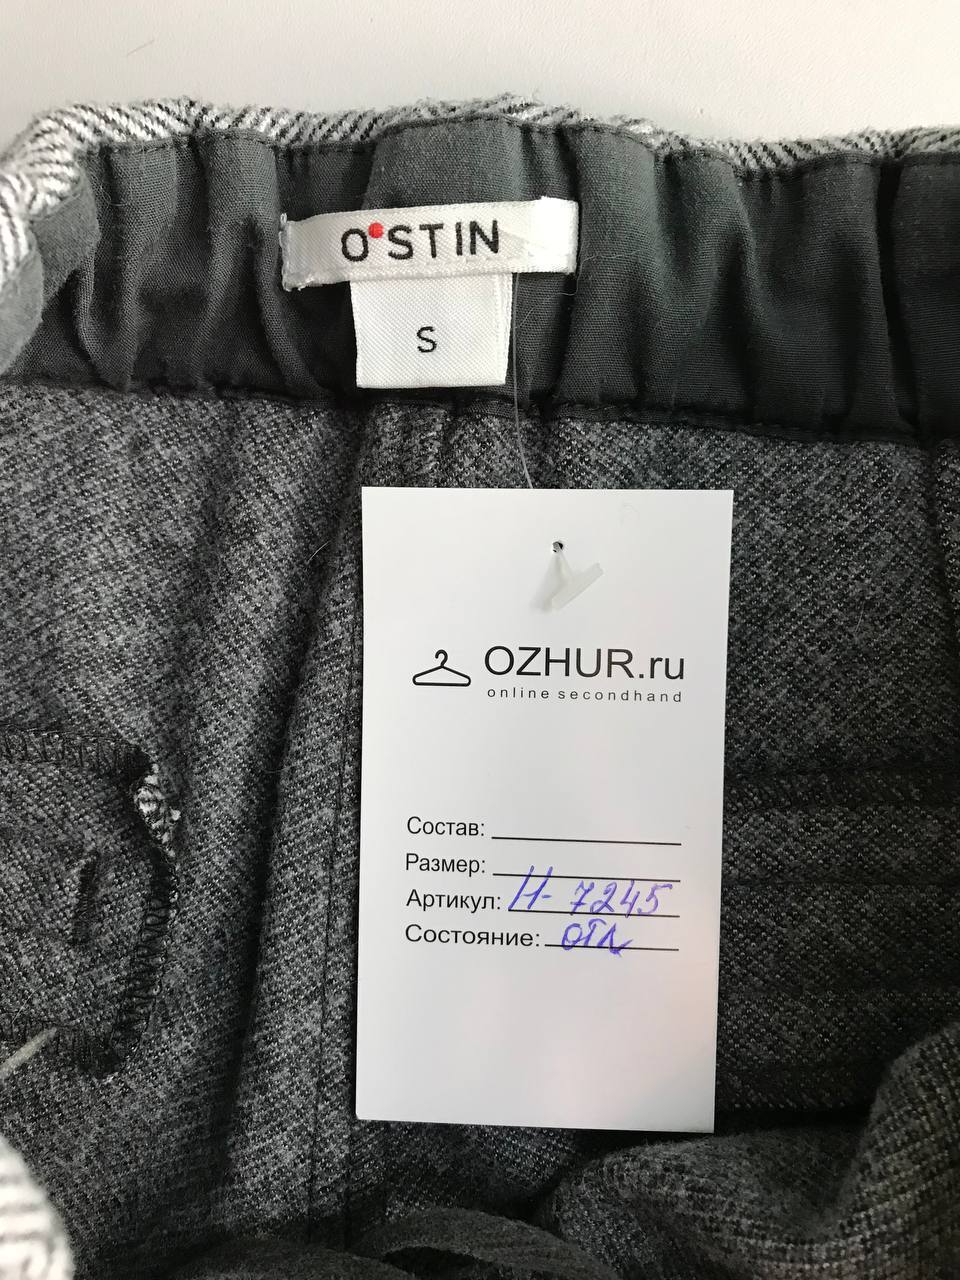 O'STIN
S
OZHUR.ru
online secondhand
Состав:
Размер:
Артикул: Н-7245
Состояние: отл